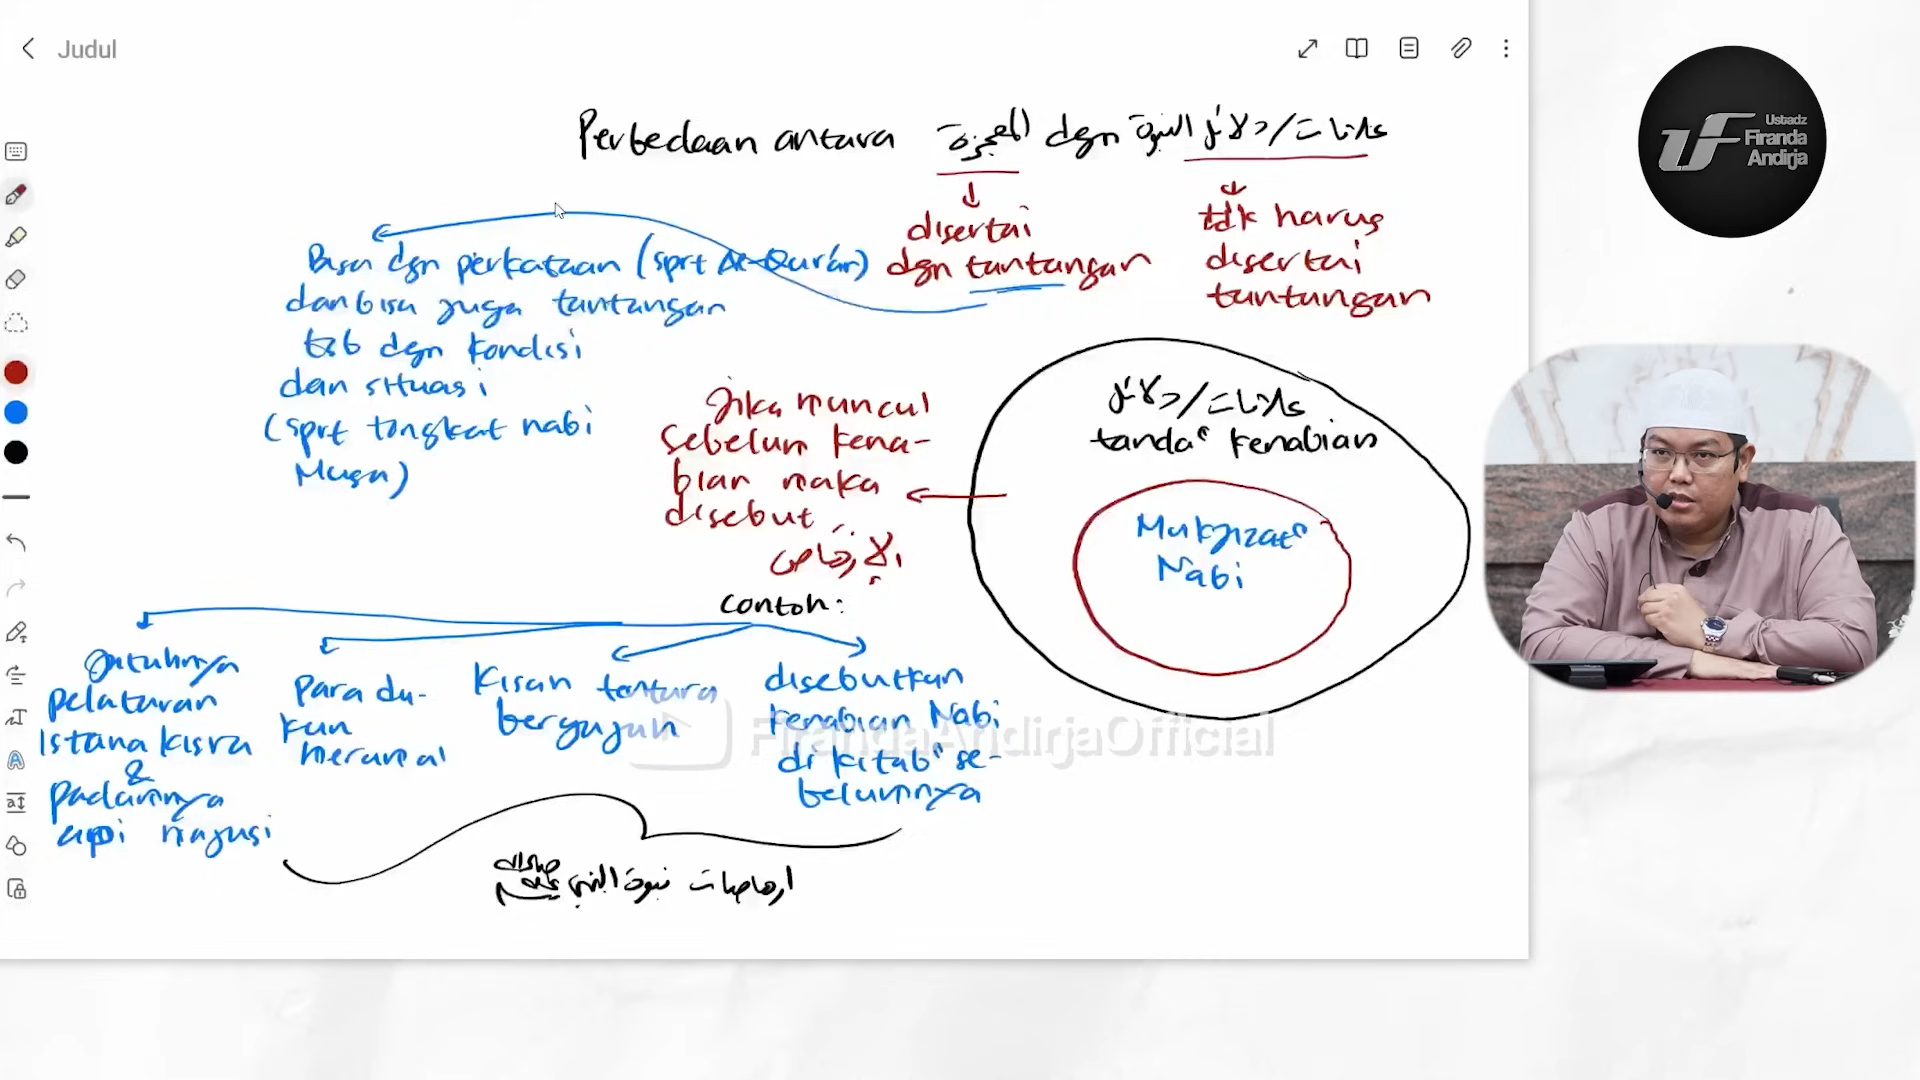 Judul
Ustadz
Firanda
Andirja
Perbedaan antara المعجزة dgn علامات/دلائل النبوة
disertai
dgn tantangan
tdk harus
disertai
tantangan
Bisa dgn perkataan (sprt Al-Qur'an)
dan bisa juga tantangan
tsb dgn kondisi
dan situasi
(sprt tongkat nabi
Musa)
علامات/دلائل
tanda² kenabian
Mukjizat²
Nabi
jika muncul
sebelum kena-
bian maka
disebut
الإرهاص
contoh:
jatuhnya
pelataran
Istana kisra
&
padamnya
api majusi
para du-
kun
meramal
Kisah tentara
bergajah
disebutkan
kenabian Nabi
di kitab² se-
belumnya
FirandaAndirjaOfficial
ارهاصات نبوة النبي صلى الله عليه وسلم